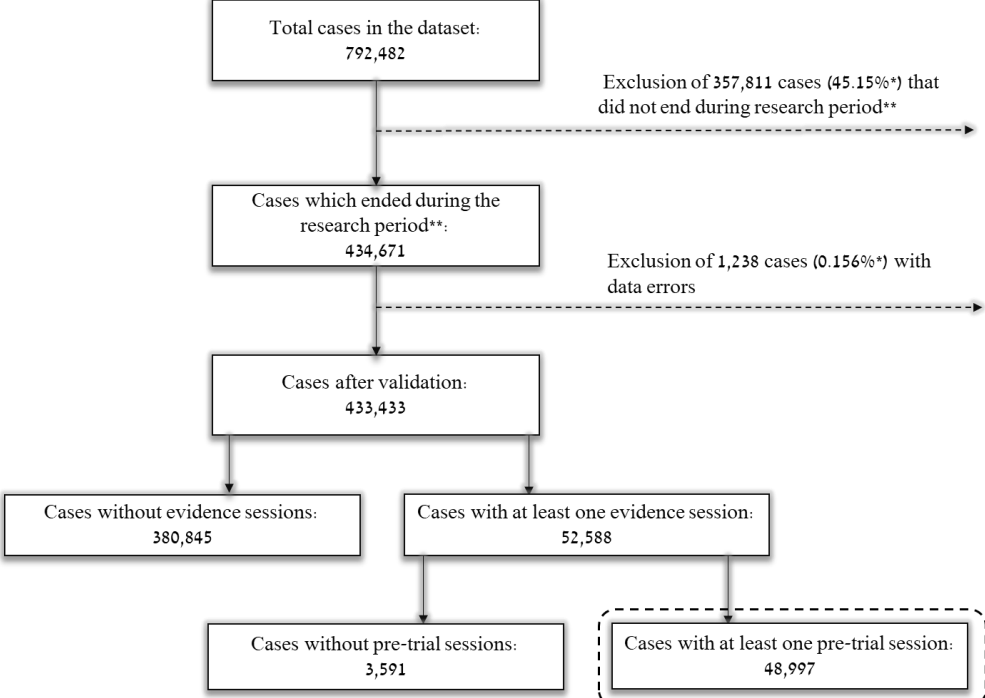 Total cases in the dataset:
792,482
Exclusion of 357,811 cases (45.15%*) that
did not end during research period**
Cases which ended during the
research period**:
434,671
Exclusion of 1,238 cases (0.156%*) with
data errors
Cases after validation:
433,433
Cases without evidence sessions:
380,845
Cases with at least one evidence session:
52,588
Cases without pre-trial sessions:
3,591
Cases with at least one pre-trial session:
48,997